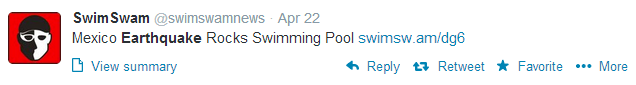 SwimSwam @swimswamnews · Apr 22
Mexico Earthquake Rocks Swimming Pool swimsw.am/dg6
View summary Reply Retweet Favorite More